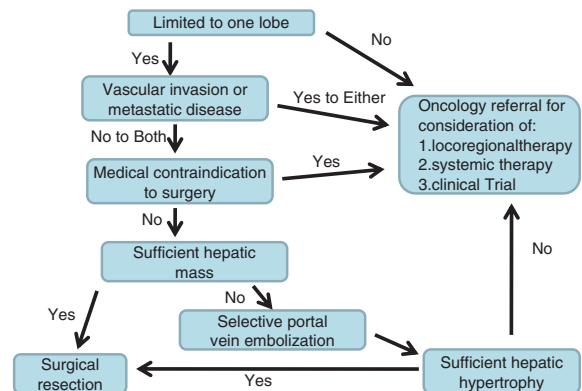 Limited to one lobe
No
Yes
Vascular invasion or
metastatic disease
Yes to Either
Oncology referral for
consideration of:
1.locoregionaltherapy
2.systemic therapy
3.clinical Trial
No to Both
Medical contraindication
to surgery
Yes
No
Sufficient hepatic
mass
No
Yes
No
Selective portal
vein embolization
Surgical
resection
Yes
Sufficient hepatic
hypertrophy